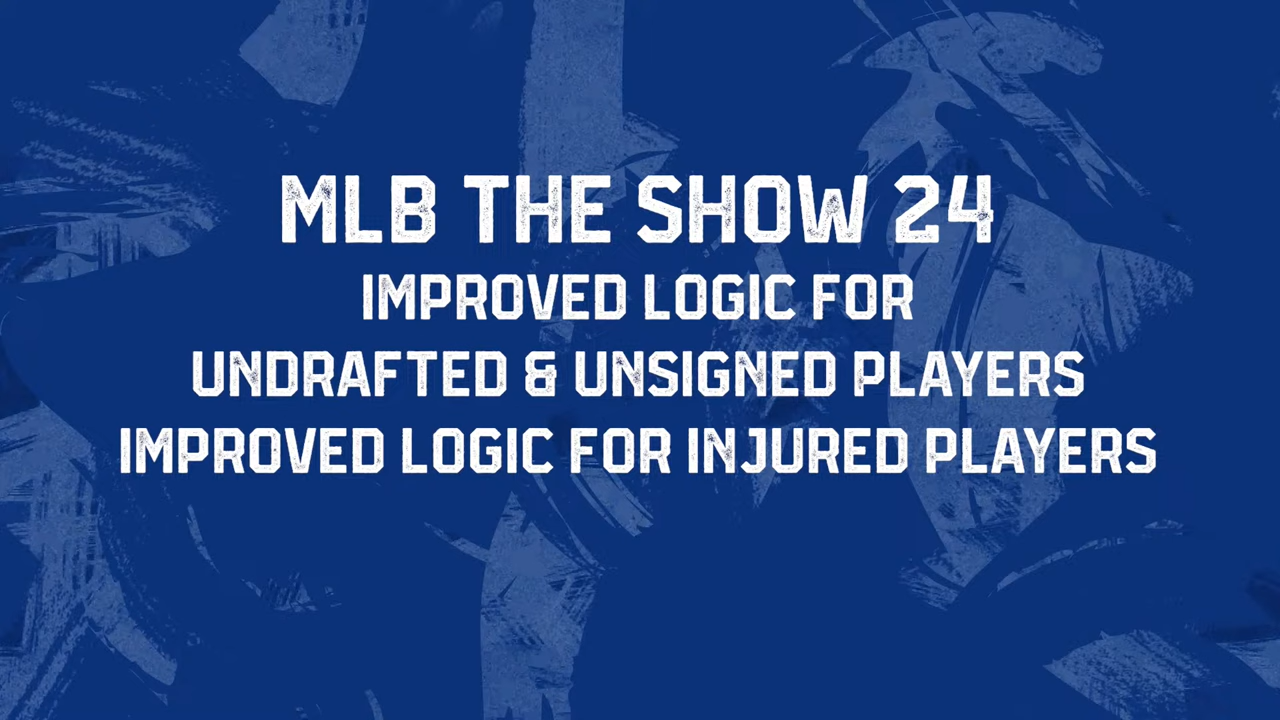 MLB THE SHOW 24
IMPROVED LOGIC FOR
UNDRAFTED & UNSIGNED PLAYERS
IMPROVED LOGIC FOR INJURED PLAYERS